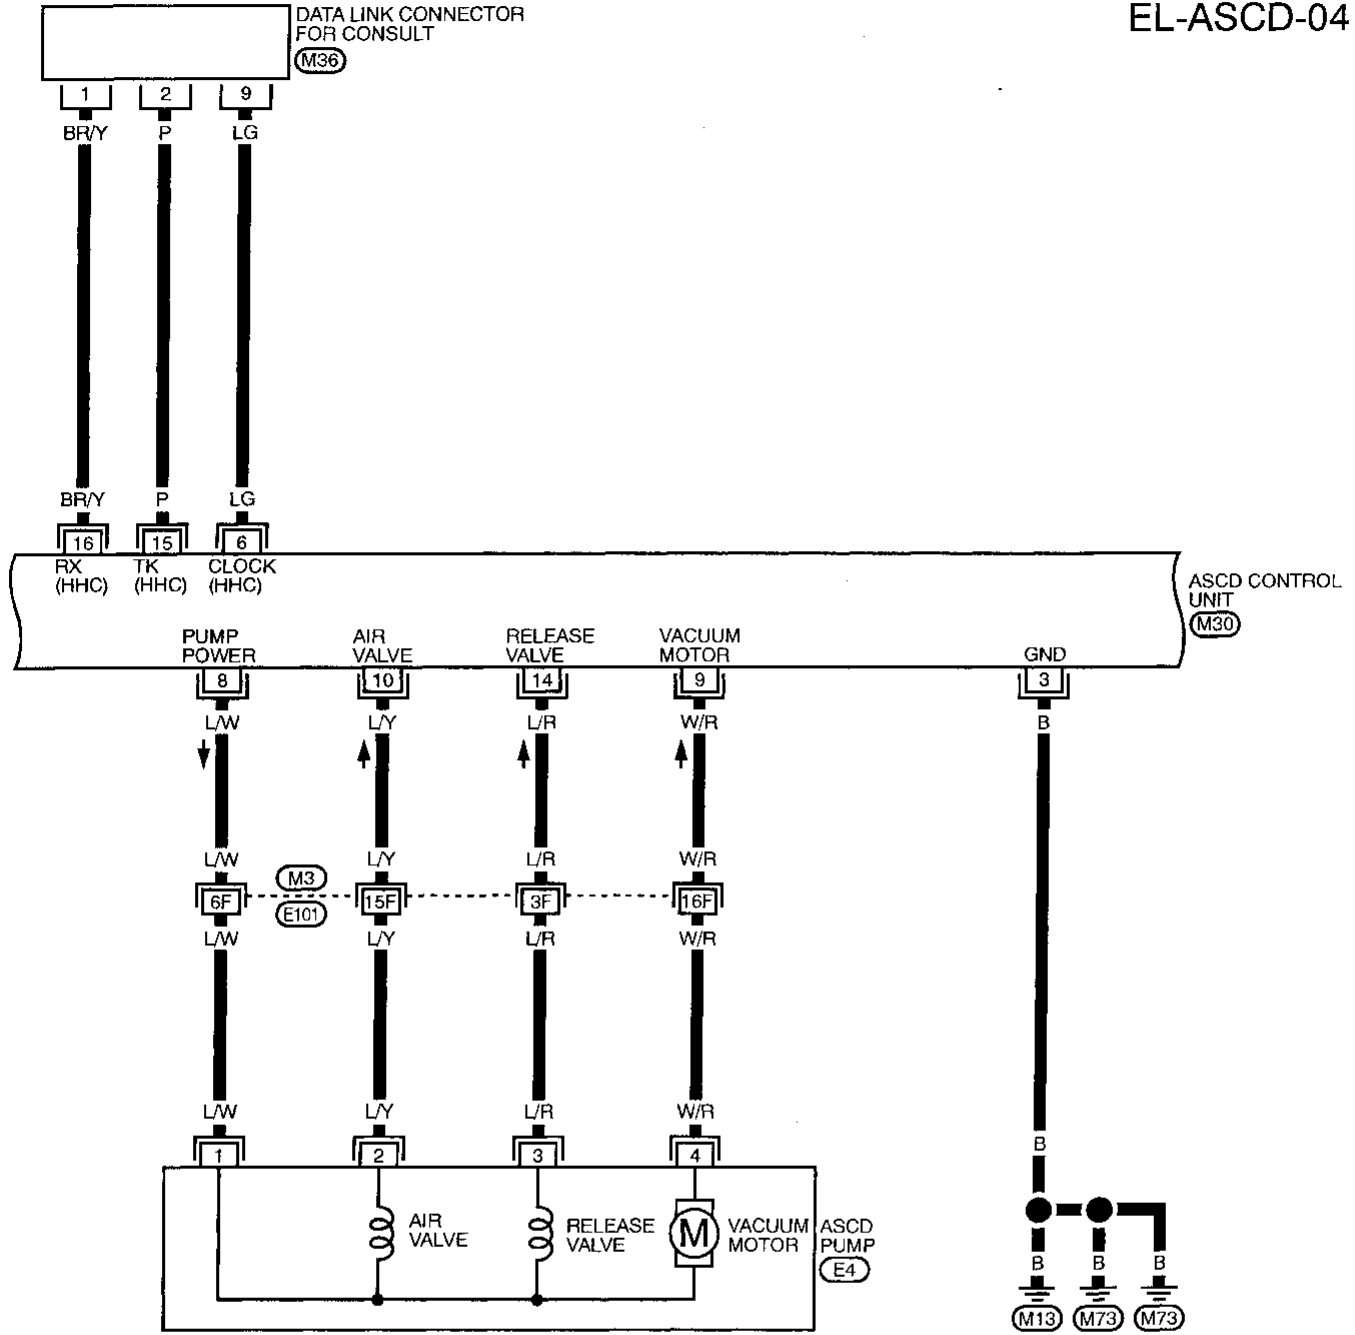 EL-ASCD-04
DATA LINK CONNECTOR
FOR CONSULT
M36
1 2 9
BR/Y P LG
BR/Y P LG
16 15 6
RX TK CLOCK
(HHC) (HHC) (HHC)
ASCD CONTROL
UNIT
M30
PUMP AIR RELEASE VACUUM
POWER VALVE VALVE MOTOR GND
8 10 14 9 3
L/W L/Y L/R W/R B
L/W L/Y L/R W/R
M3
6F 15F 3F 16F
E101
L/W L/Y L/R W/R
L/W L/Y L/R W/R
B
1 2 3 4
AIR RELEASE M VACUUM ASCD
VALVE VALVE MOTOR PUMP
E4
B B B
M13 M73 M73